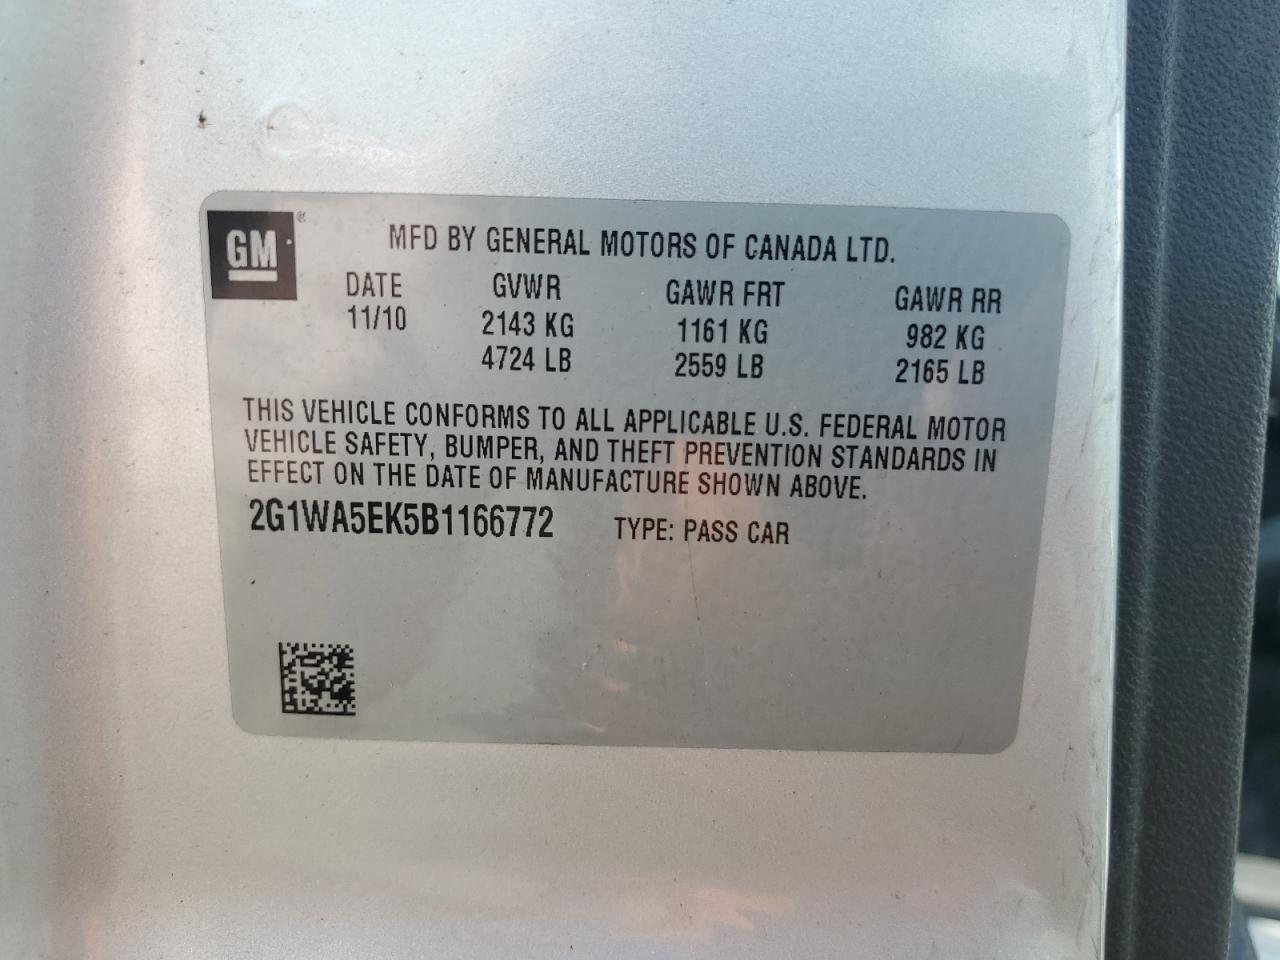 GM
MFD BY GENERAL MOTORS OF CANADA LTD.
DATE GVWR GAWR FRT GAWR RR
11/10 2143 KG 1161 KG 982 KG
4724 LB 2559 LB 2165 LB
THIS VEHICLE CONFORMS TO ALL APPLICABLE U.S. FEDERAL MOTOR
VEHICLE SAFETY, BUMPER, AND THEFT PREVENTION STANDARDS IN
EFFECT ON THE DATE OF MANUFACTURE SHOWN ABOVE.
2G1WA5EK5B1166772 TYPE: PASS CAR